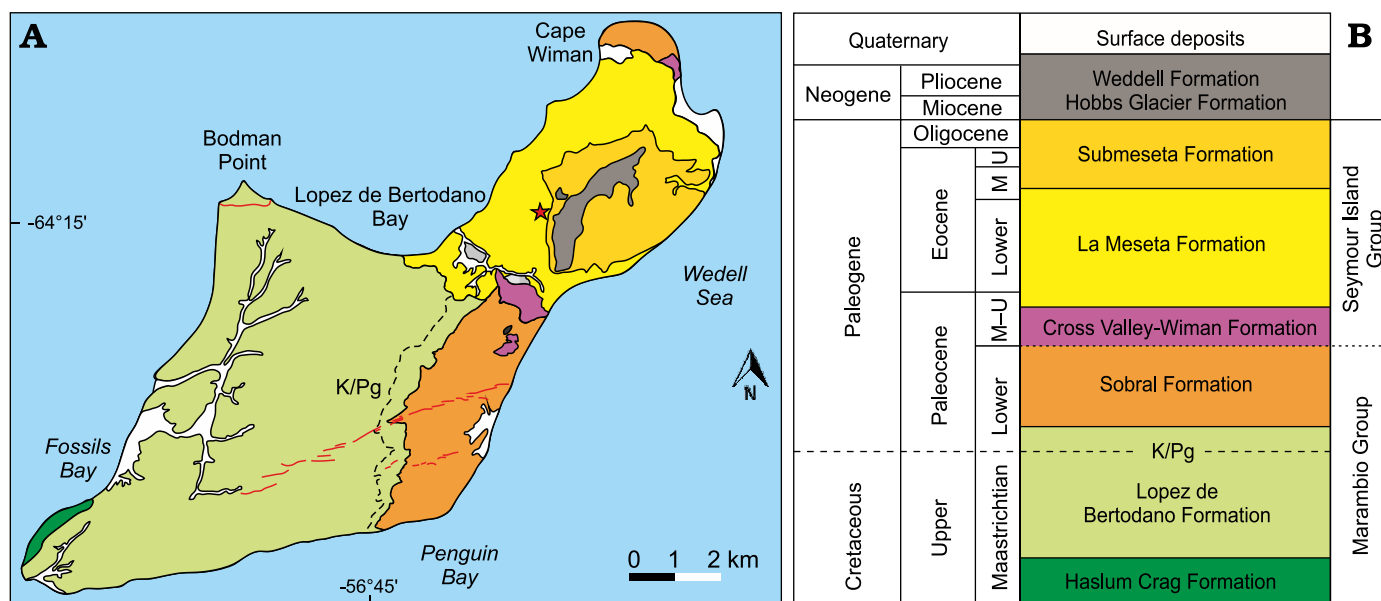 A
Cape
Wiman
Bodman
Point
Lopez de Bertodano
Bay
-64°15'
Wedell
Sea
K/Pg
N
Fossils
Bay
Penguin
Bay
-56°45'
0 1 2 km
B
Quaternary
Surface deposits
Neogene
Pliocene
Miocene
Weddell Formation
Hobbs Glacier Formation
Paleogene
Oligocene
Eocene
U
M
Lower
Submeseta Formation
La Meseta Formation
Seymour Island
Group
Paleocene
M–U
Lower
Cross Valley-Wiman Formation
Sobral Formation
K/Pg
Cretaceous
Upper
Maastrichtian
Lopez de
Bertodano Formation
Haslum Crag Formation
Marambio Group